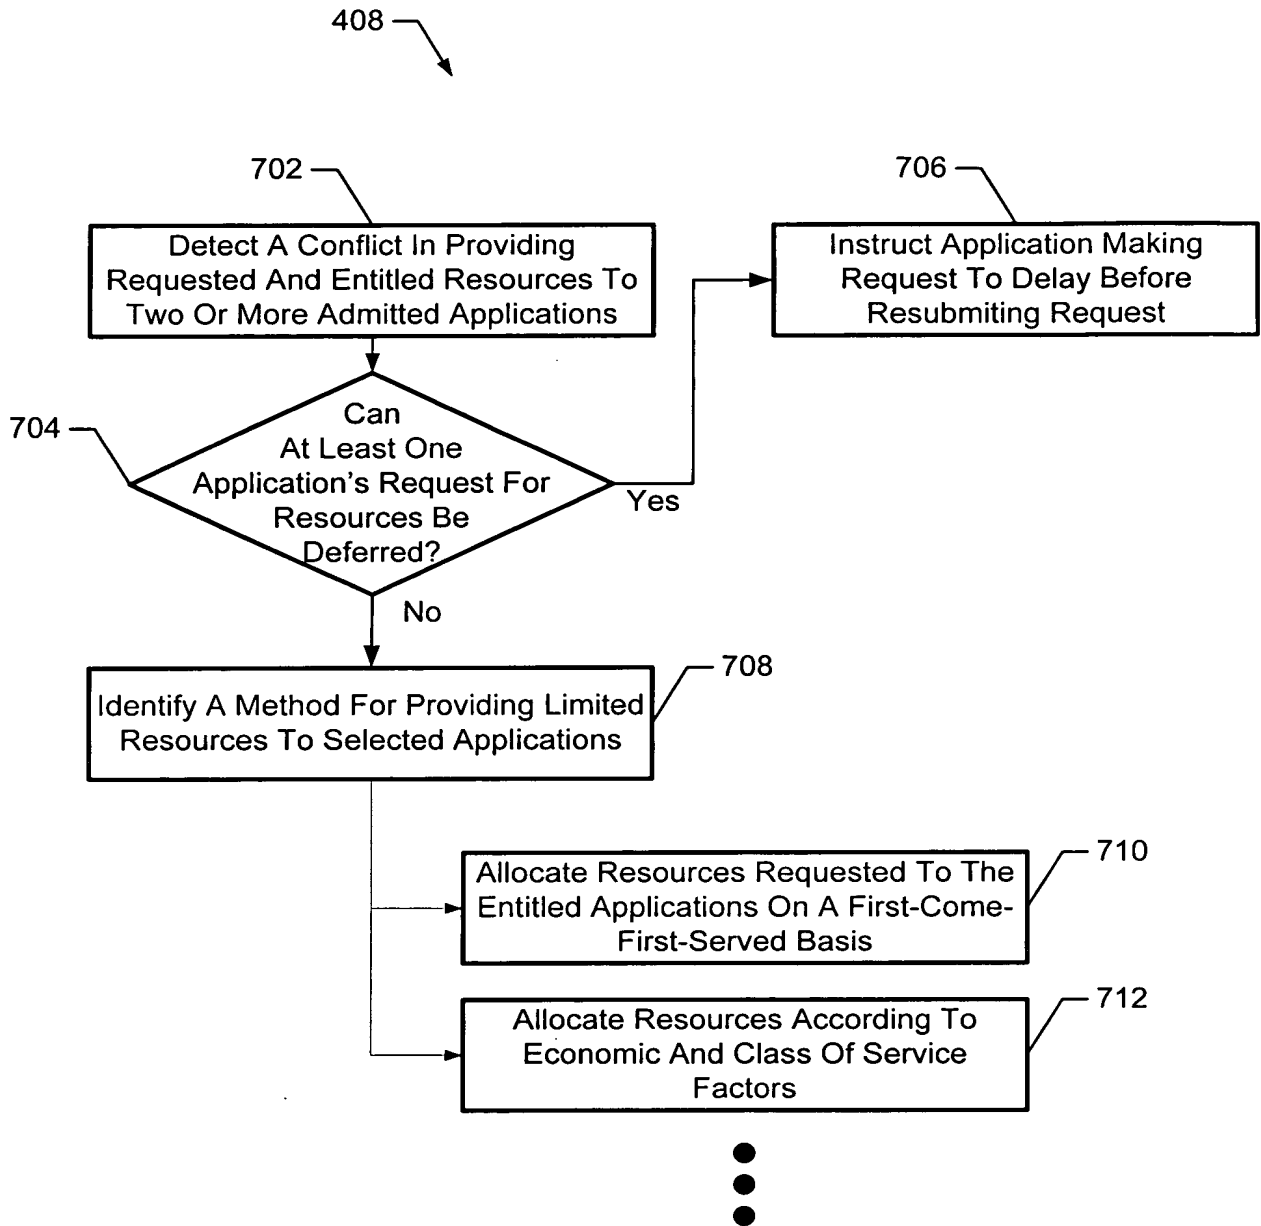 408
702
Detect A Conflict In Providing
Requested And Entitled Resources To
Two Or More Admitted Applications
706
Instruct Application Making
Request To Delay Before
Resubmiting Request
704
Can
At Least One
Application's Request For
Resources Be
Deferred?
Yes
No
708
Identify A Method For Providing Limited
Resources To Selected Applications
710
Allocate Resources Requested To The
Entitled Applications On A First-Come-
First-Served Basis
712
Allocate Resources According To
Economic And Class Of Service
Factors